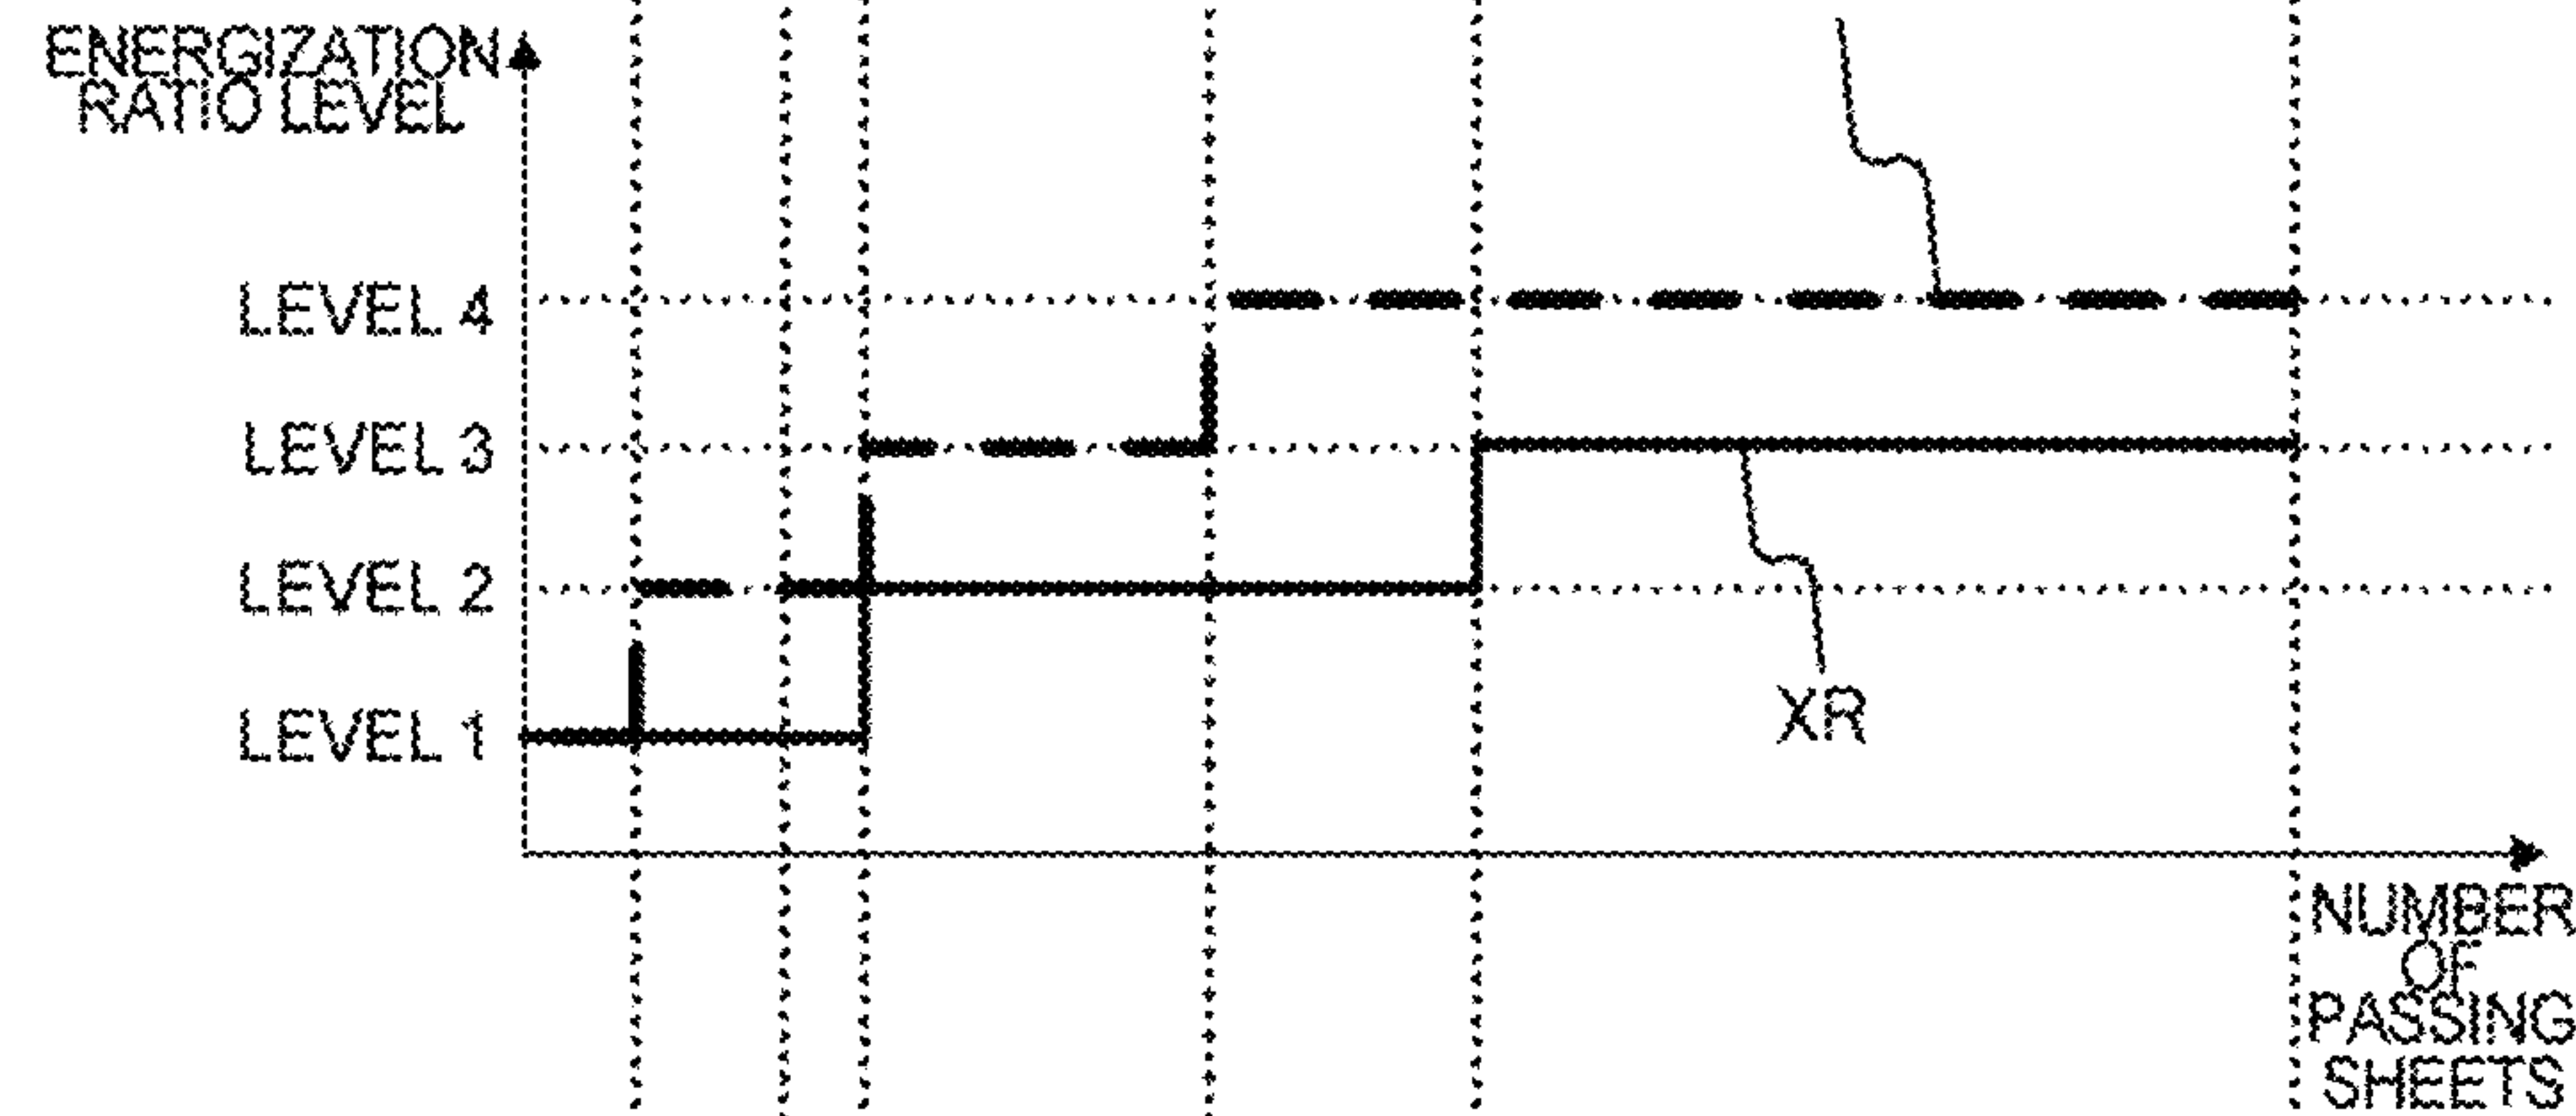 ENERGIZATION
RATIO LEVEL
LEVEL 4
LEVEL 3
LEVEL 2
LEVEL 1
XR
NUMBER
OF
PASSING
SHEETS